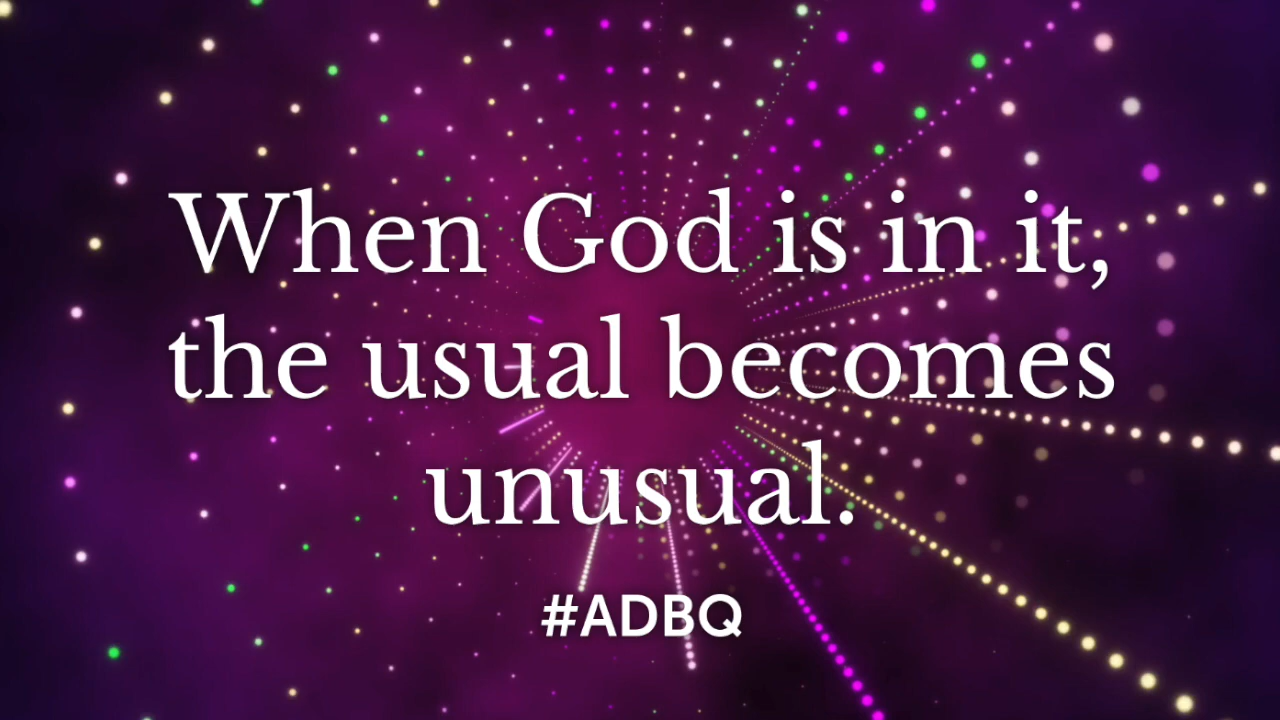 When God is in it,
the usual becomes
unusual.
#ADBQ